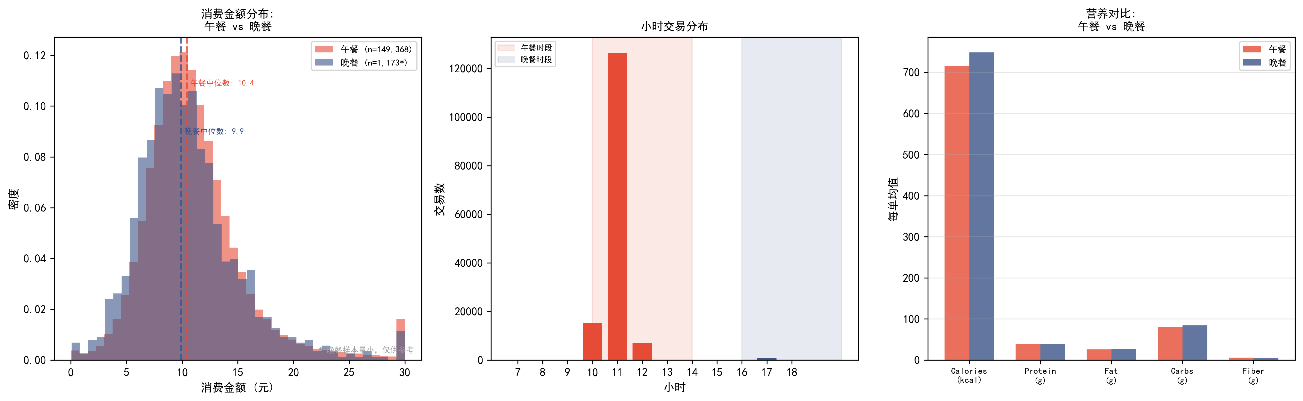 消费金额分布:
午餐 vs 晚餐
午餐 (n=149,368)
晚餐 (n=1,173*)
午餐中位数: 10.4
晚餐中位数: 9.9
密度
0.12
0.10
0.08
0.06
0.04
0.02
0.00
0 5 10 15 20 25 30
消费金额 (元)
小时交易分布
午餐时段
晚餐时段
交易数
120000
100000
80000
60000
40000
20000
0
7 8 9 10 11 12 13 14 15 16 17 18
小时
营养对比:
午餐 vs 晚餐
午餐
晚餐
每单均值
700
600
500
400
300
200
100
0
Calories Protein Fat Carbs Fiber
(kcal) (g) (g) (g) (g)